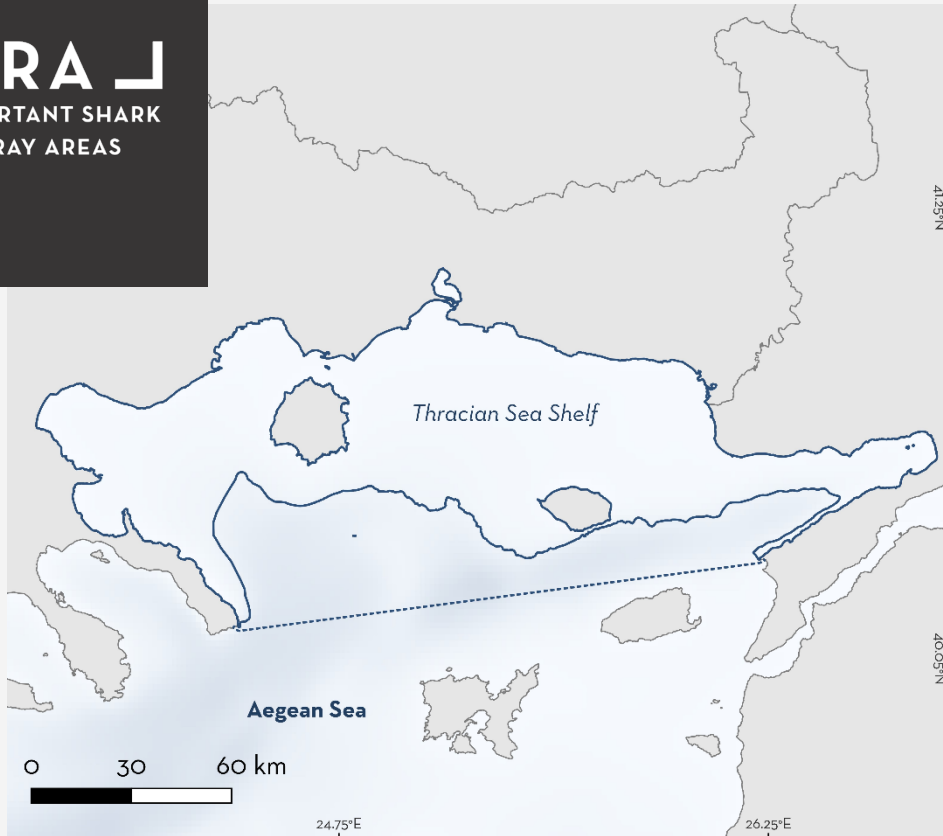 RA
RTANT SHARK
RAY AREAS
41.25°N
Thracian Sea Shelf
40.05°N
Aegean Sea
0 30 60 km
24.75°E 26.25°E